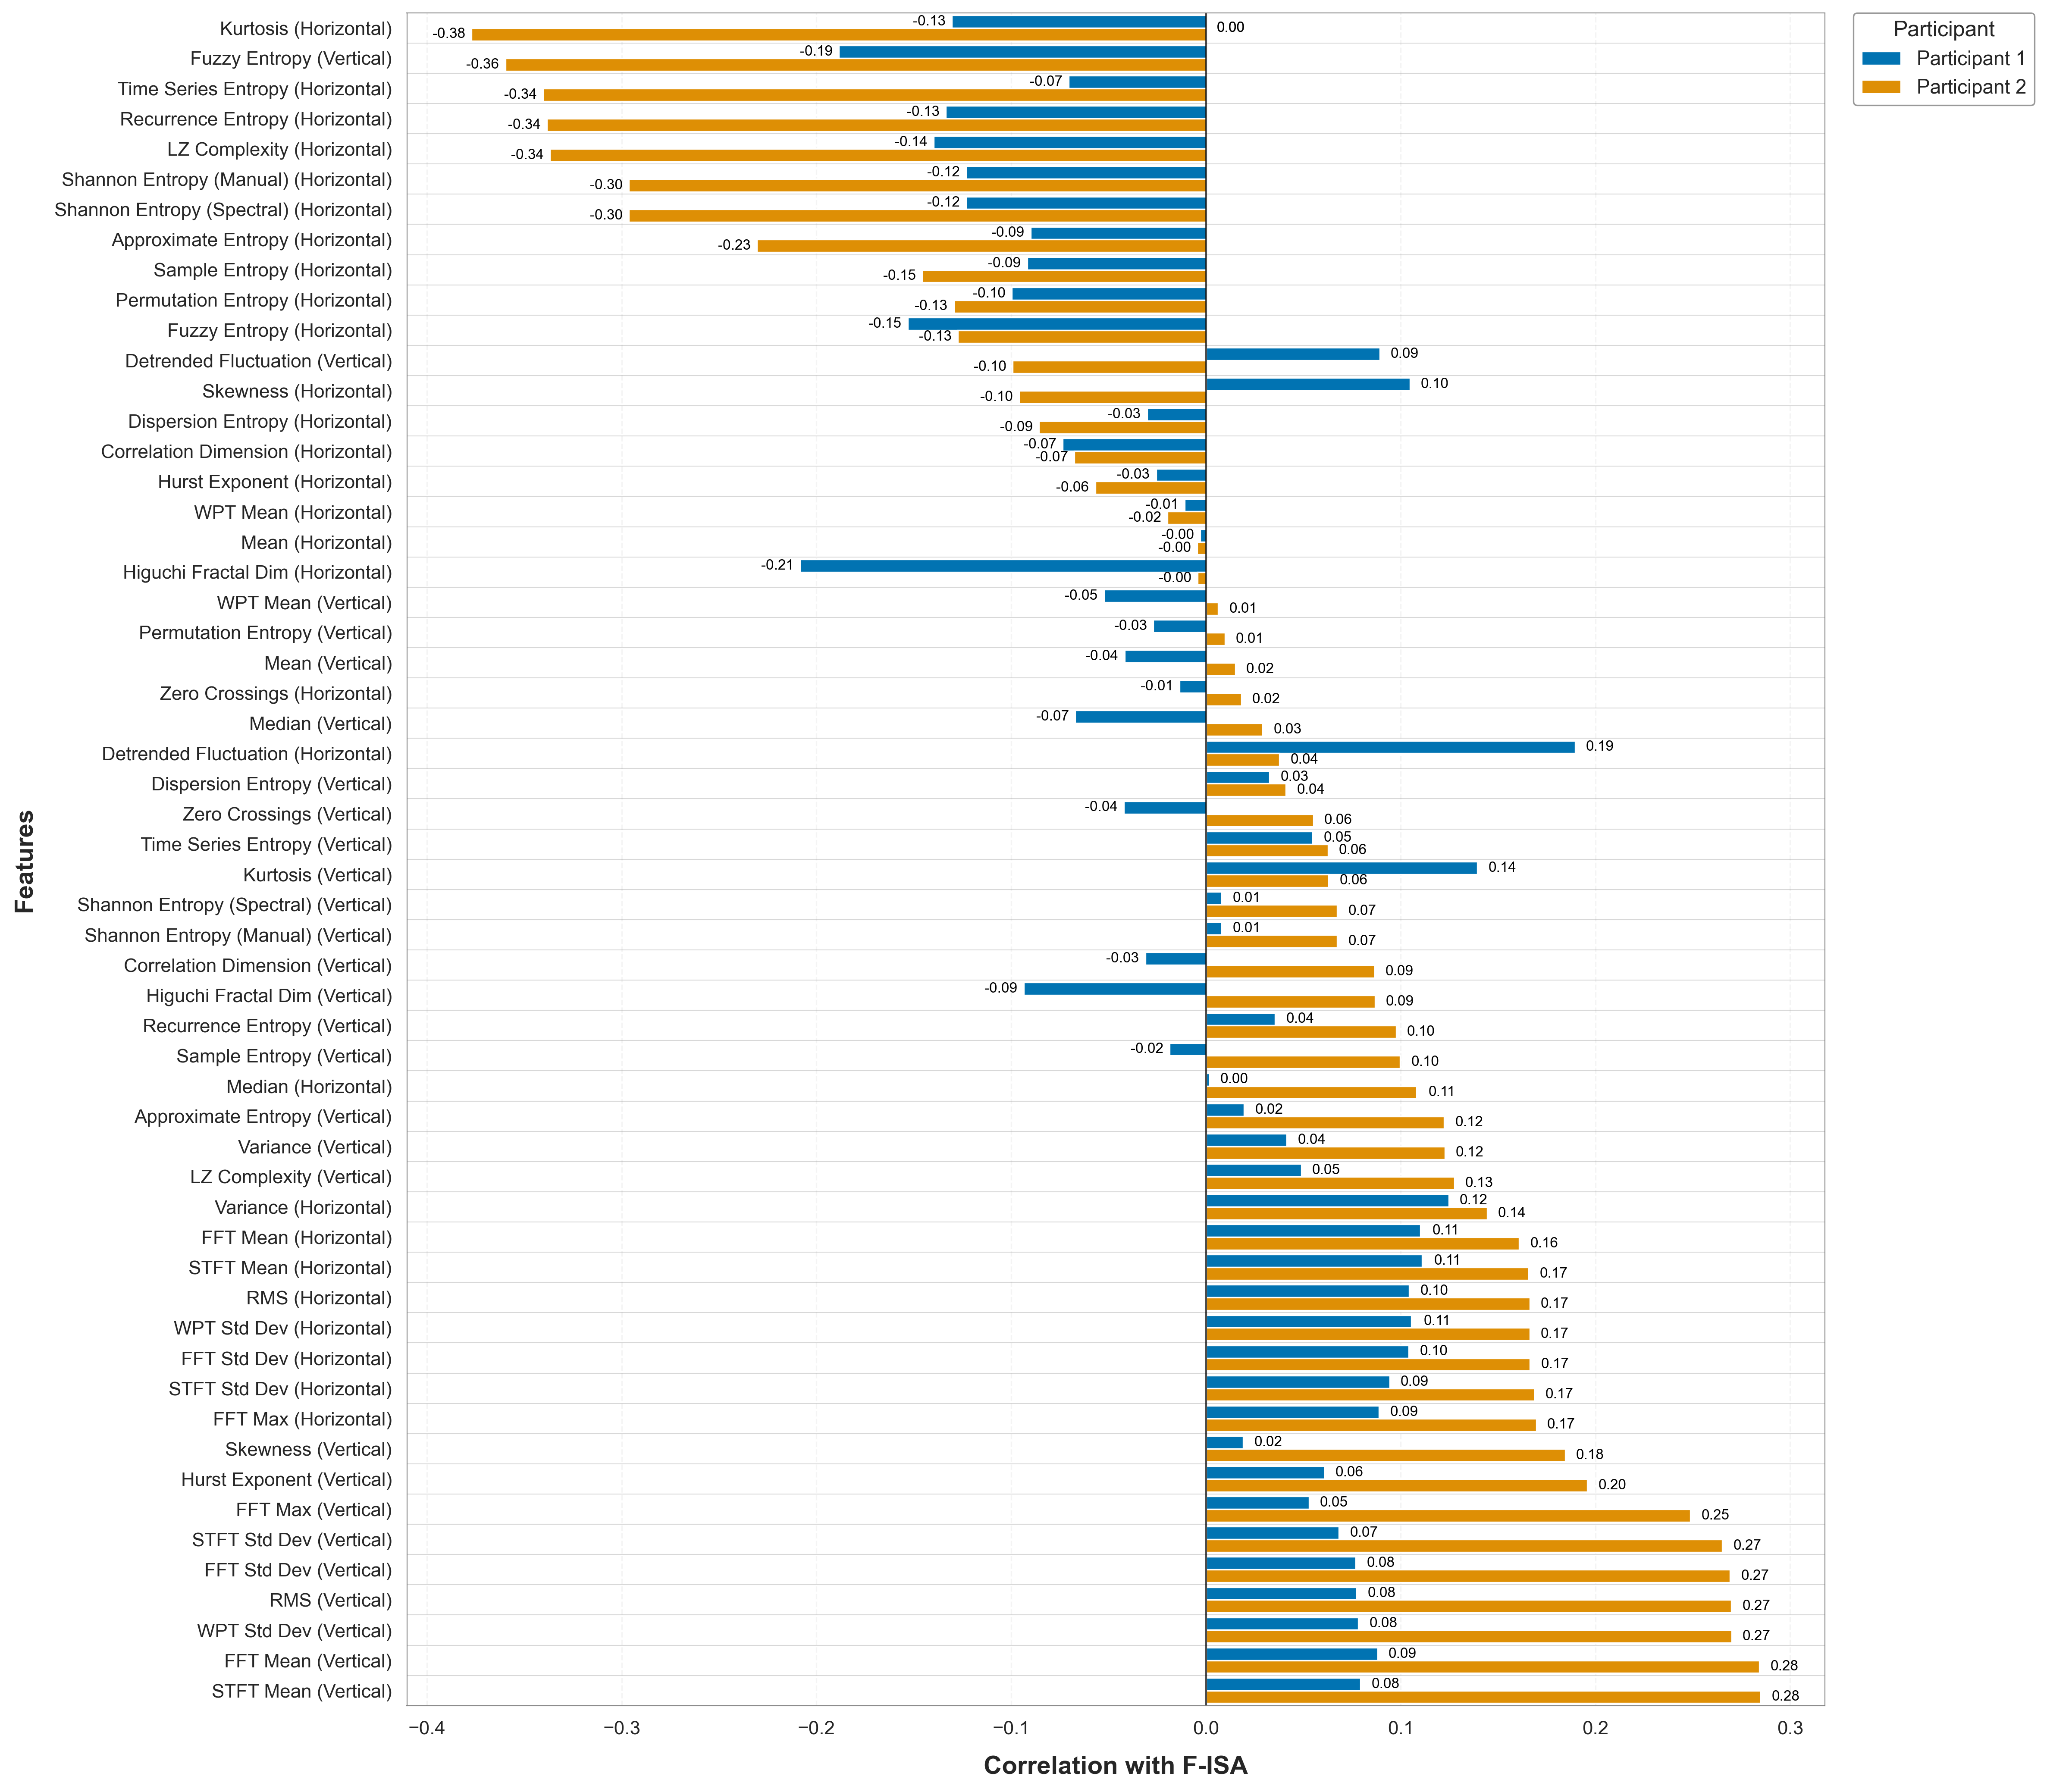 Participant
Participant 1
Participant 2
Features
Kurtosis (Horizontal) -0.13 -0.38 0.00
Fuzzy Entropy (Vertical) -0.19 -0.36
Time Series Entropy (Horizontal) -0.07 -0.34
Recurrence Entropy (Horizontal) -0.13 -0.34
LZ Complexity (Horizontal) -0.14 -0.34
Shannon Entropy (Manual) (Horizontal) -0.12 -0.30
Shannon Entropy (Spectral) (Horizontal) -0.12 -0.30
Approximate Entropy (Horizontal) -0.09 -0.23
Sample Entropy (Horizontal) -0.09 -0.15
Permutation Entropy (Horizontal) -0.10 -0.13
Fuzzy Entropy (Horizontal) -0.15 -0.13
Detrended Fluctuation (Vertical) 0.09 -0.10
Skewness (Horizontal) 0.10 -0.10
Dispersion Entropy (Horizontal) -0.03 -0.09
Correlation Dimension (Horizontal) -0.07 -0.07
Hurst Exponent (Horizontal) -0.03 -0.06
WPT Mean (Horizontal) -0.01 -0.02
Mean (Horizontal) -0.00 -0.00
Higuchi Fractal Dim (Horizontal) -0.21 -0.00
WPT Mean (Vertical) -0.05 0.01
Permutation Entropy (Vertical) -0.03 0.01
Mean (Vertical) -0.04 0.02
Zero Crossings (Horizontal) -0.01 0.02
Median (Vertical) -0.07 0.03
Detrended Fluctuation (Horizontal) 0.19 0.04
Dispersion Entropy (Vertical) 0.03 0.04
Zero Crossings (Vertical) -0.04 0.06
Time Series Entropy (Vertical) 0.05 0.06
Kurtosis (Vertical) 0.14 0.06
Shannon Entropy (Spectral) (Vertical) 0.01 0.07
Shannon Entropy (Manual) (Vertical) 0.01 0.07
Correlation Dimension (Vertical) -0.03 0.09
Higuchi Fractal Dim (Vertical) -0.09 0.09
Recurrence Entropy (Vertical) 0.04 0.10
Sample Entropy (Vertical) -0.02 0.10
Median (Horizontal) 0.00 0.11
Approximate Entropy (Vertical) 0.02 0.12
Variance (Vertical) 0.04 0.12
LZ Complexity (Vertical) 0.05 0.13
Variance (Horizontal) 0.12 0.14
FFT Mean (Horizontal) 0.11 0.16
STFT Mean (Horizontal) 0.11 0.17
RMS (Horizontal) 0.10 0.17
WPT Std Dev (Horizontal) 0.11 0.17
FFT Std Dev (Horizontal) 0.10 0.17
STFT Std Dev (Horizontal) 0.09 0.17
FFT Max (Horizontal) 0.09 0.17
Skewness (Vertical) 0.02 0.18
Hurst Exponent (Vertical) 0.06 0.20
FFT Max (Vertical) 0.05 0.25
STFT Std Dev (Vertical) 0.07 0.27
FFT Std Dev (Vertical) 0.08 0.27
RMS (Vertical) 0.08 0.27
WPT Std Dev (Vertical) 0.08 0.27
FFT Mean (Vertical) 0.09 0.28
STFT Mean (Vertical) 0.08 0.28
−0.4 −0.3 −0.2 −0.1 0.0 0.1 0.2 0.3
Correlation with F-ISA